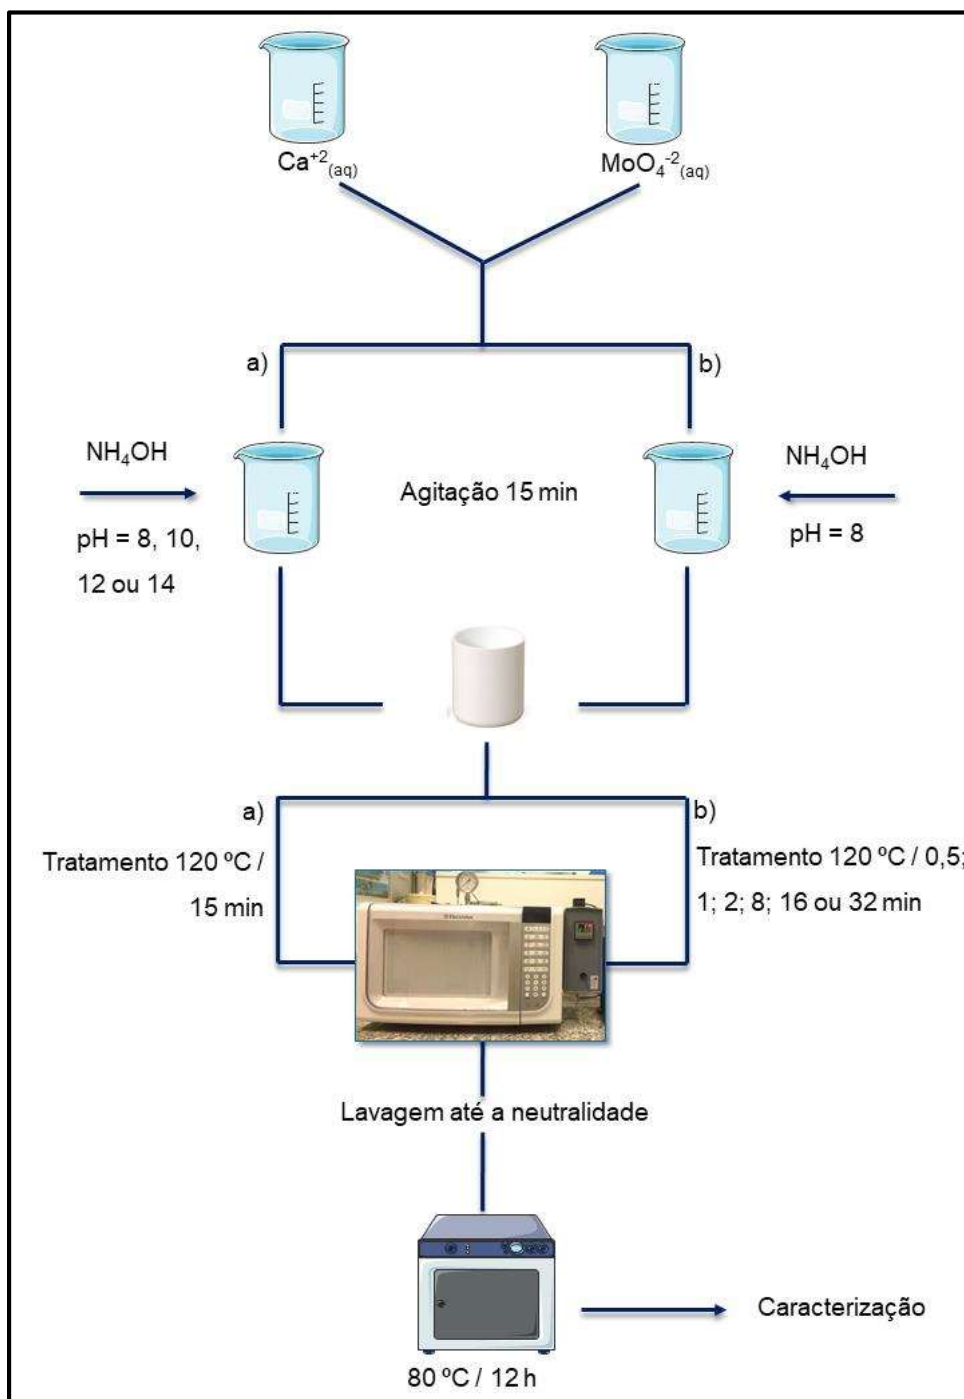 Ca⁺²₍aq₎
MoO₄⁻²₍aq₎
a)
b)
NH₄OH
NH₄OH
Agitação 15 min
pH = 8, 10,
12 ou 14
pH = 8
a)
b)
Tratamento 120 ºC /
15 min
Tratamento 120 ºC / 0,5;
1; 2; 8; 16 ou 32 min
Electrolux
Lavagem até a neutralidade
Caracterização
80 ºC / 12 h